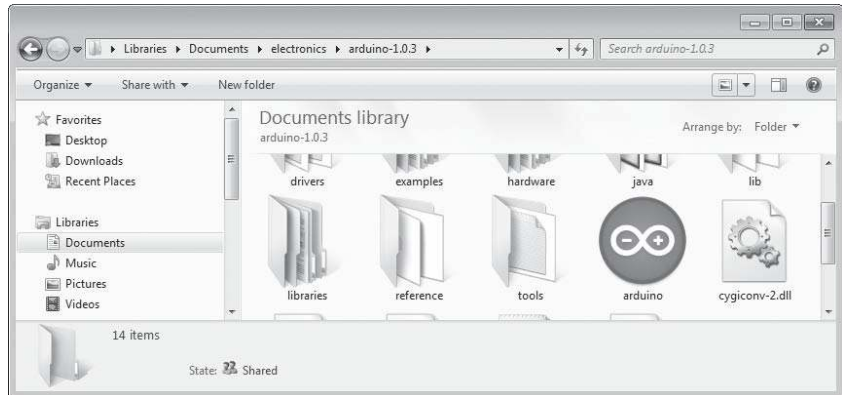 Libraries ▸ Documents ▸ electronics ▸ arduino-1.0.3 ▸
Search arduino-1.0.3
Organize ▾ Share with ▾ New folder
Favorites
Desktop
Downloads
Recent Places
Libraries
Documents
Music
Pictures
Videos
Documents library
arduino-1.0.3
Arrange by: Folder ▾
drivers examples hardware java lib
libraries reference tools arduino cygiconv-2.dll
14 items
State: Shared